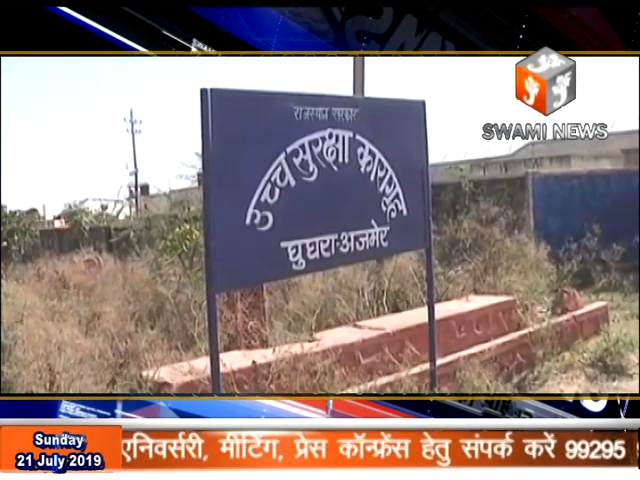 SWAMI NEWS
राजस्थान सरकार
उच्च सुरक्षा कारागृह
घुघरा-अजमेर
Sunday
21 July 2019
एनिवर्सरी, मीटिंग, प्रेस कॉन्फ्रेंस हेतु संपर्क करें 99295